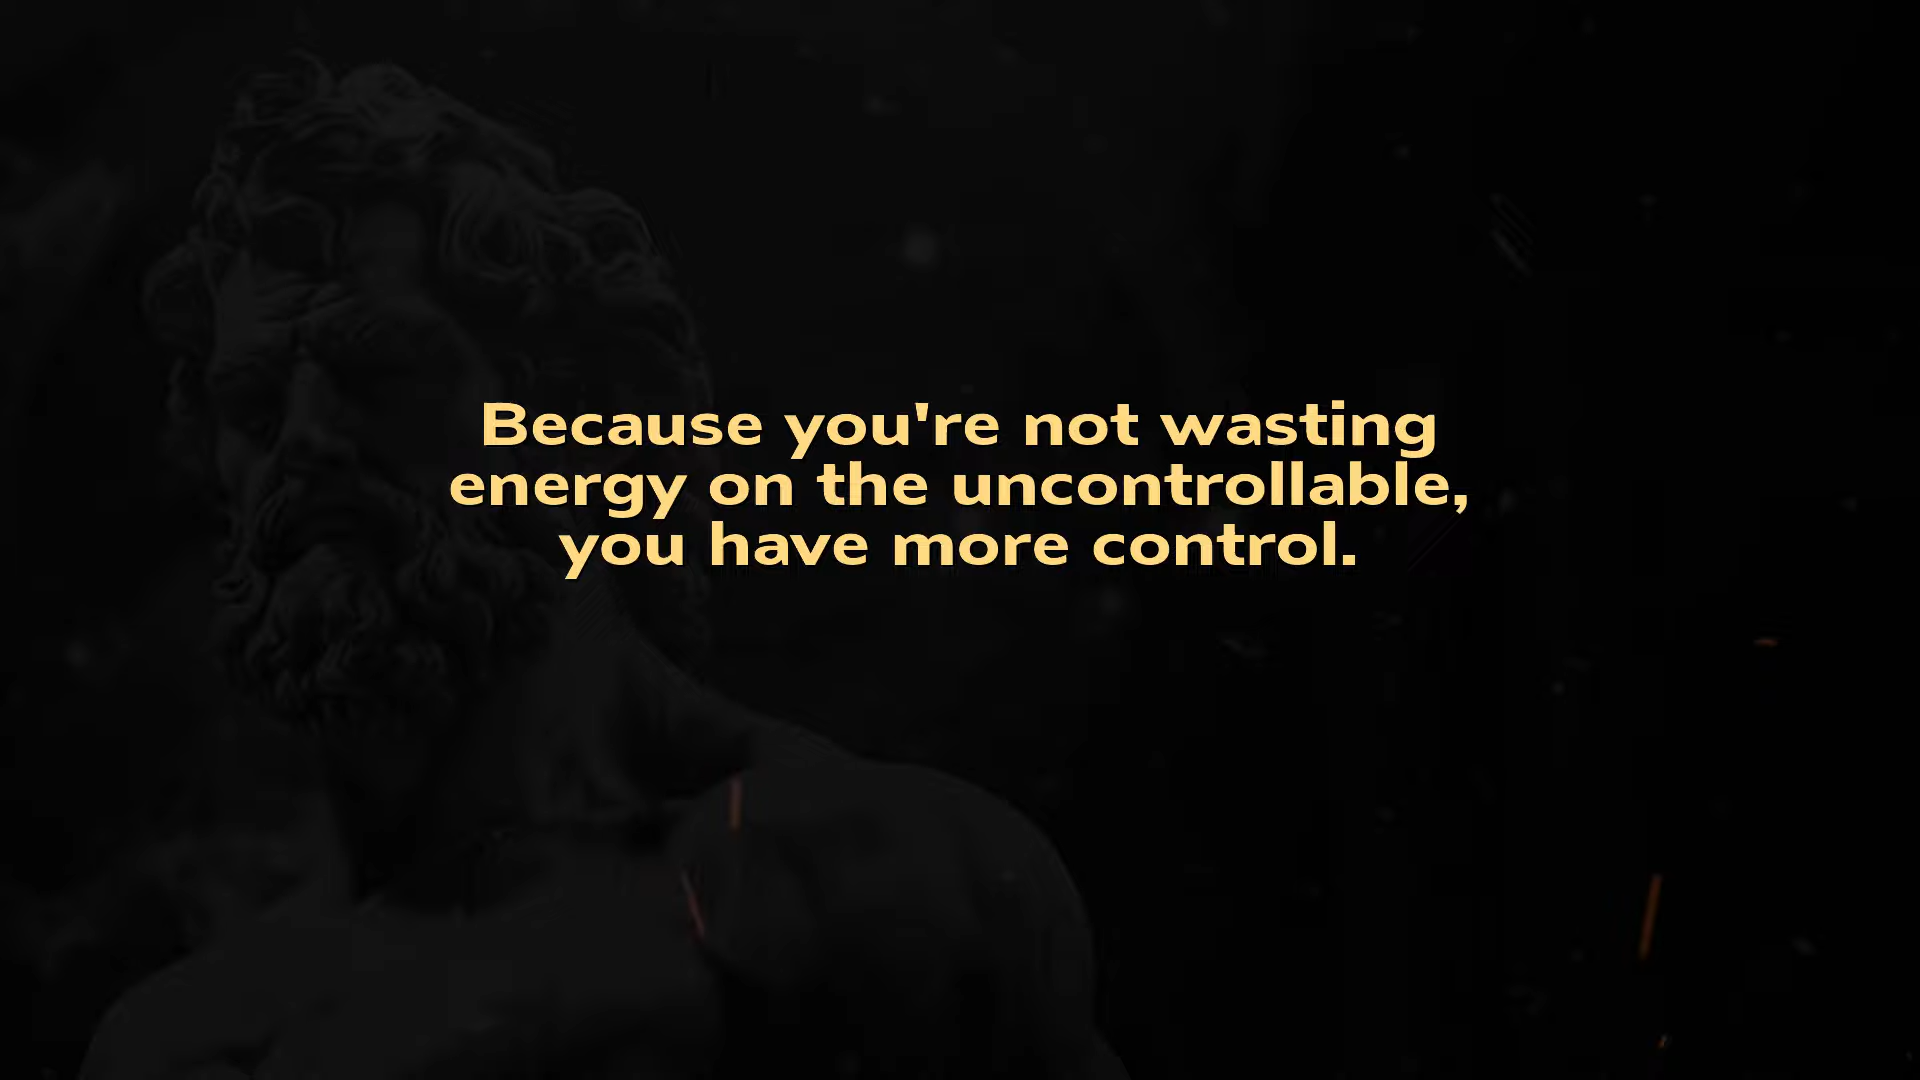 Because you're not wasting
energy on the uncontrollable,
you have more control.